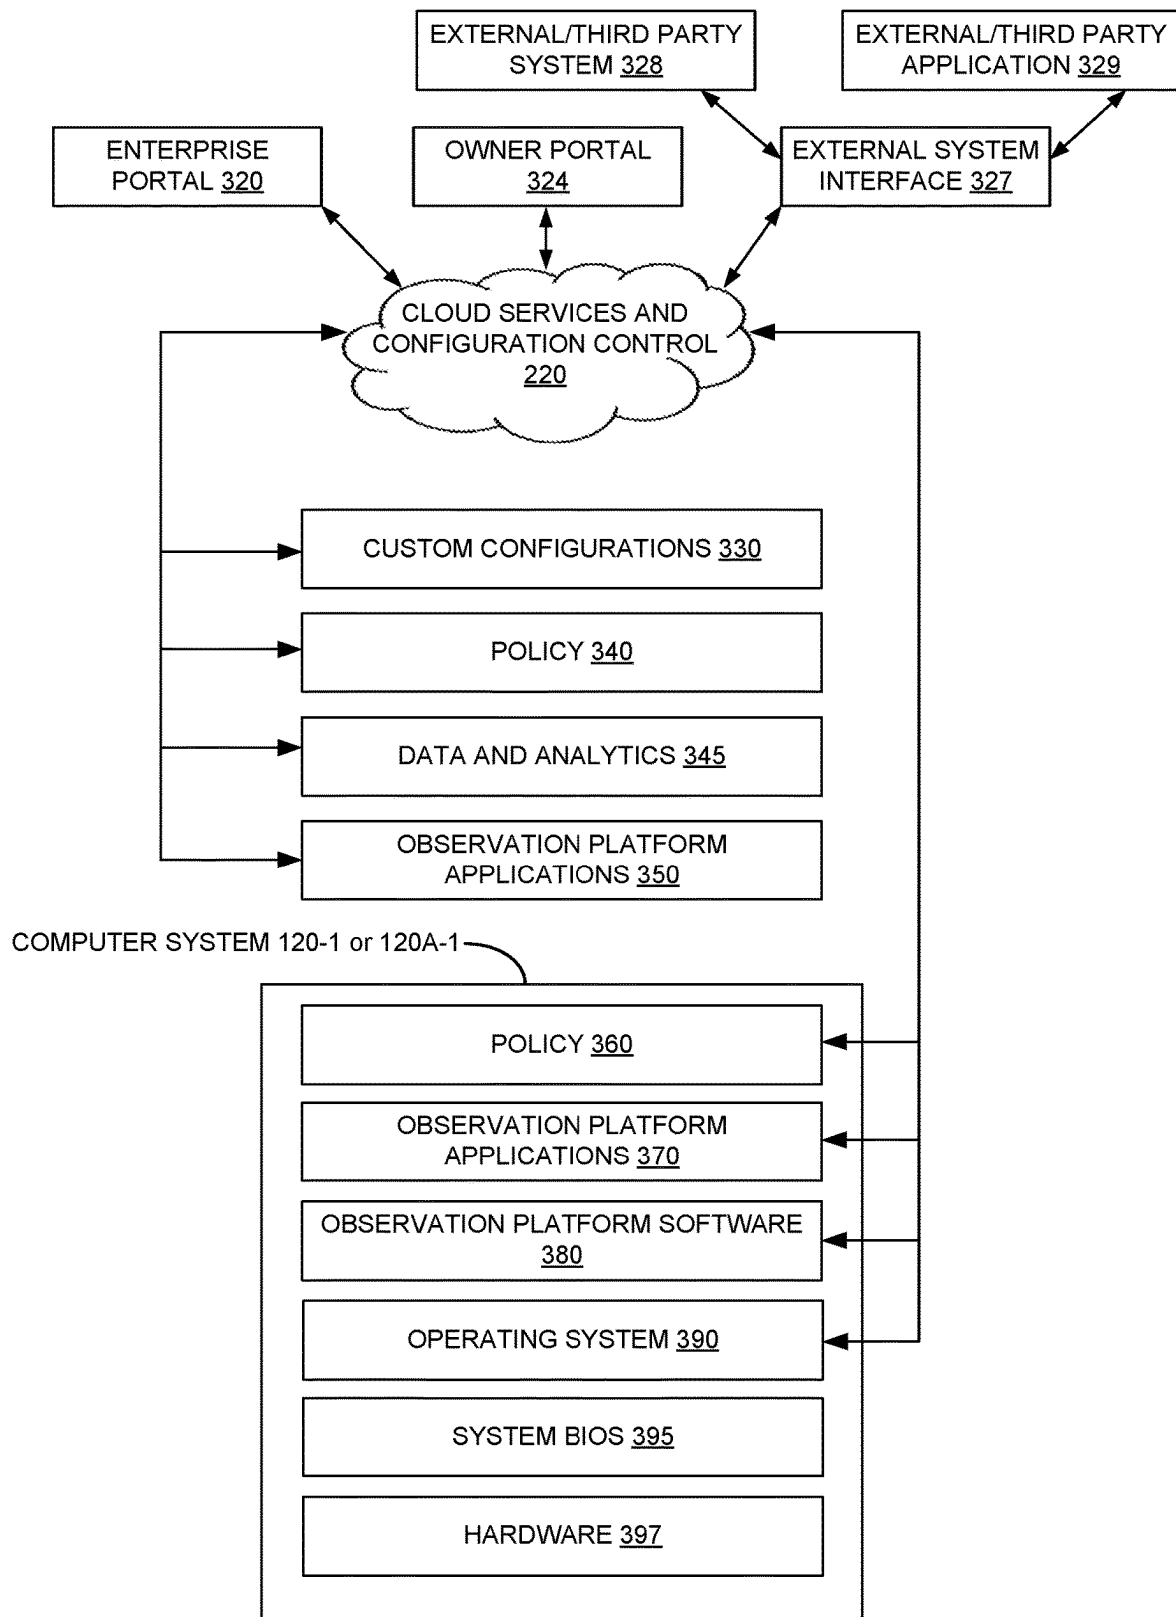 EXTERNAL/THIRD PARTY
SYSTEM 328
EXTERNAL/THIRD PARTY
APPLICATION 329
ENTERPRISE
PORTAL 320
OWNER PORTAL
324
EXTERNAL SYSTEM
INTERFACE 327
CLOUD SERVICES AND
CONFIGURATION CONTROL
220
CUSTOM CONFIGURATIONS 330
POLICY 340
DATA AND ANALYTICS 345
OBSERVATION PLATFORM
APPLICATIONS 350
COMPUTER SYSTEM 120-1 or 120A-1
POLICY 360
OBSERVATION PLATFORM
APPLICATIONS 370
OBSERVATION PLATFORM SOFTWARE
380
OPERATING SYSTEM 390
SYSTEM BIOS 395
HARDWARE 397